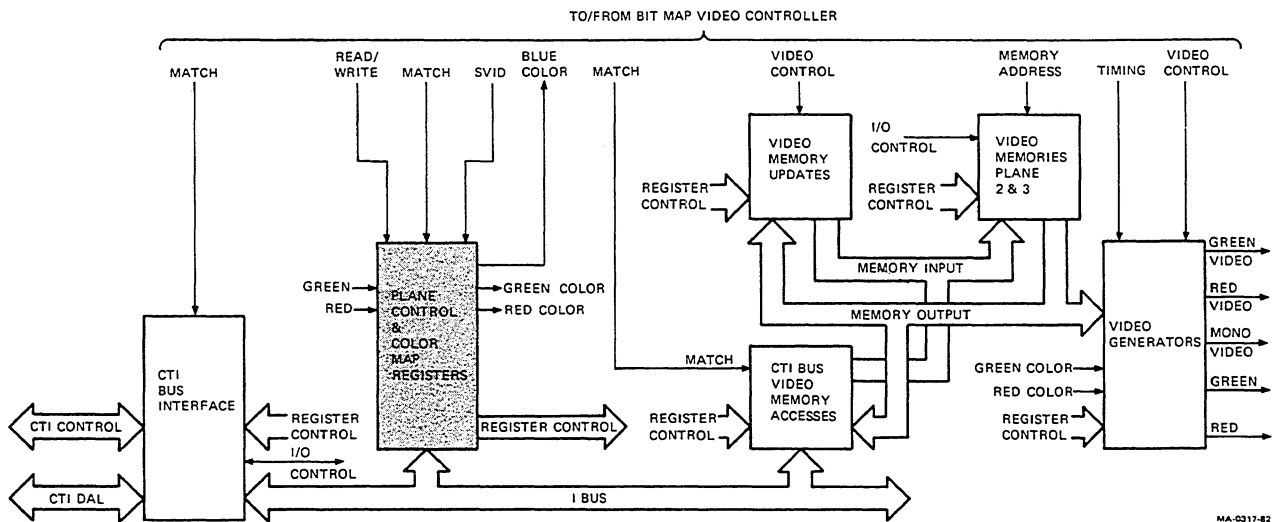 TO/FROM BIT MAP VIDEO CONTROLLER
MATCH
READ/
WRITE
MATCH
SVID
BLUE
COLOR
MATCH
VIDEO
CONTROL
MEMORY
ADDRESS
TIMING
VIDEO
CONTROL
VIDEO
MEMORY
UPDATES
I/O
CONTROL
VIDEO
MEMORIES
PLANE
2 & 3
REGISTER
CONTROL
REGISTER
CONTROL
GREEN
VIDEO
RED
VIDEO
MONO
VIDEO
GREEN
RED
MEMORY INPUT
MEMORY OUTPUT
VIDEO
GENERATORS
GREEN COLOR
RED COLOR
REGISTER
CONTROL
GREEN
RED
PLANE
CONTROL
&
COLOR
MAP
REGISTERS
GREEN COLOR
RED COLOR
MATCH
CTI BUS
VIDEO
MEMORY
ACCESSES
REGISTER
CONTROL
CTI
BUS
INTERFACE
CTI CONTROL
REGISTER
CONTROL
I/O
CONTROL
REGISTER CONTROL
CTI DAL
I BUS
MA-0317-82